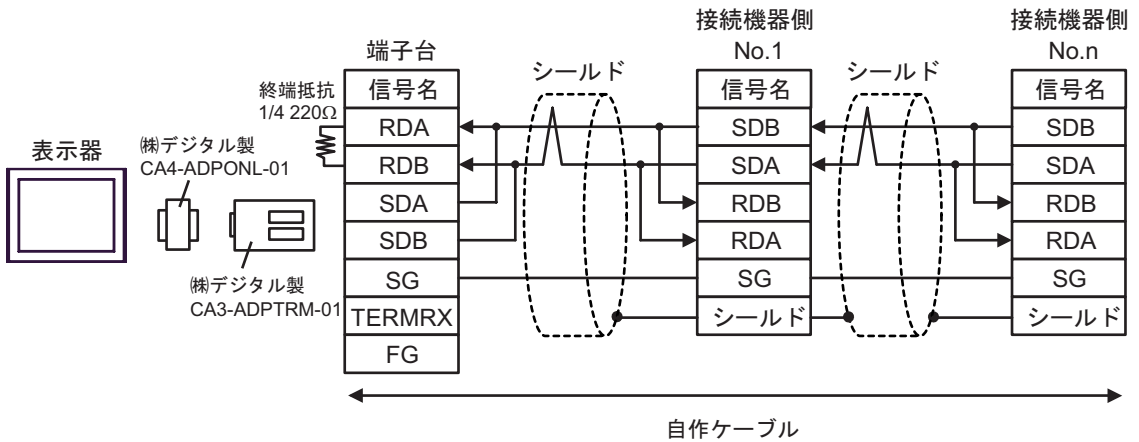 接続機器側
No.1
接続機器側
No.n
端子台
シールド
シールド
終端抵抗
1/4 220Ω
表示器
㈱デジタル製
CA4-ADPONL-01
㈱デジタル製
CA3-ADPTRM-01
信号名
RDA
RDB
SDA
SDB
SG
TERMRX
FG
信号名
SDB
SDA
RDB
RDA
SG
シールド
信号名
SDB
SDA
RDB
RDA
SG
シールド
自作ケーブル